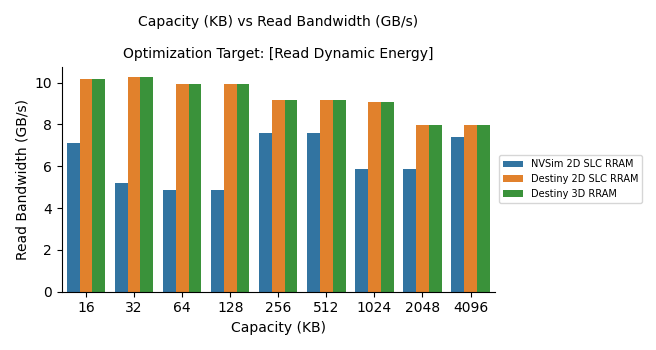 Capacity (KB) vs Read Bandwidth (GB/s)
Optimization Target: [Read Dynamic Energy]
Read Bandwidth (GB/s)
10
8
6
4
2
0
16 32 64 128 256 512 1024 2048 4096
Capacity (KB)
NVSim 2D SLC RRAM
Destiny 2D SLC RRAM
Destiny 3D RRAM